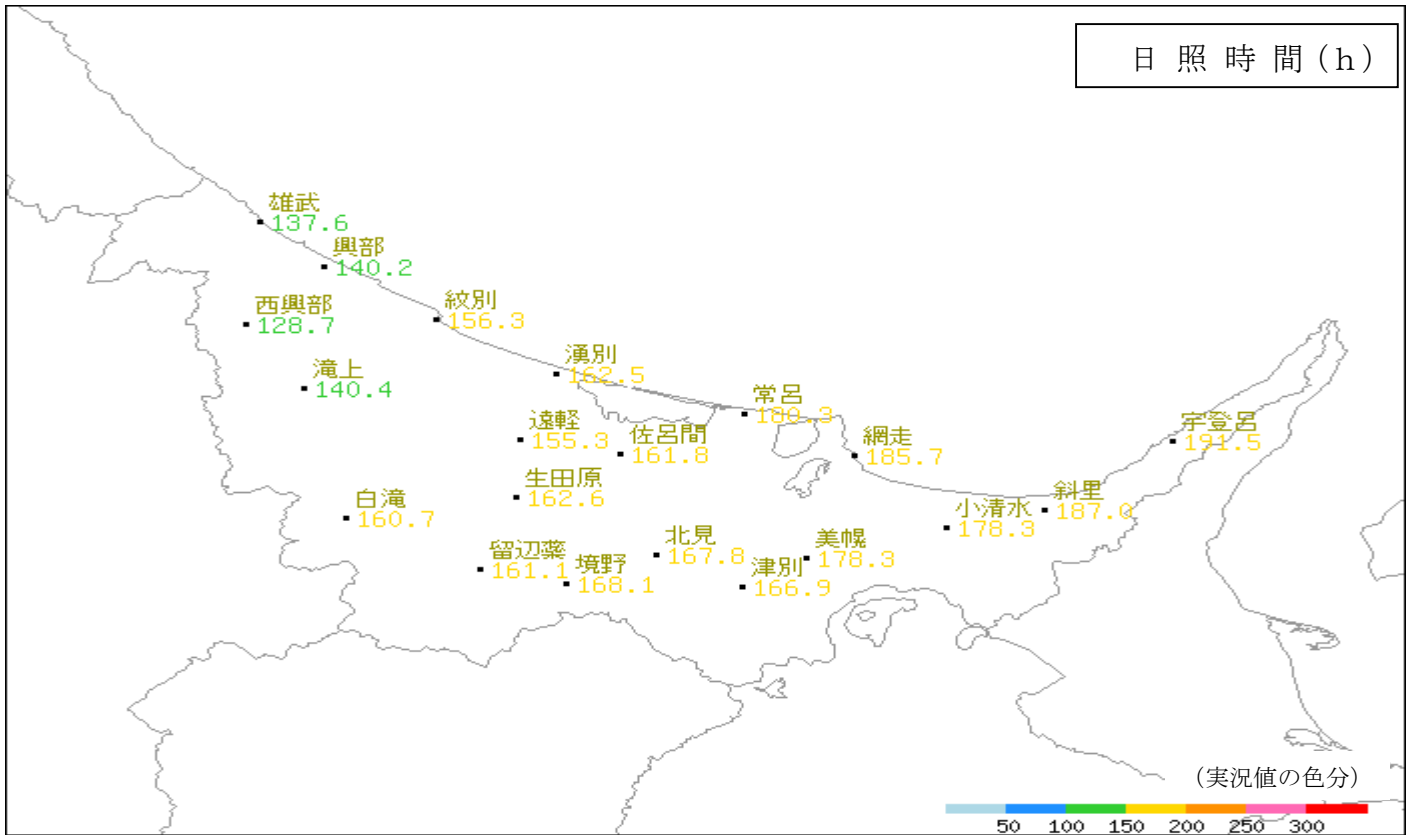 日照時間(h)
雄武
137.6
興部
140.2
西興部
128.7
紋別
156.3
滝上
140.4
湧別
162.5
常呂
180.3
遠軽
155.3
佐呂間
161.8
網走
185.7
宇登呂
191.5
生田原
162.6
白滝
160.7
斜里
187.0
小清水
178.3
留辺蘂
161.1
境野
168.1
北見
167.8
津別
166.9
美幌
178.3
(実況値の色分)
50 100 150 200 250 300